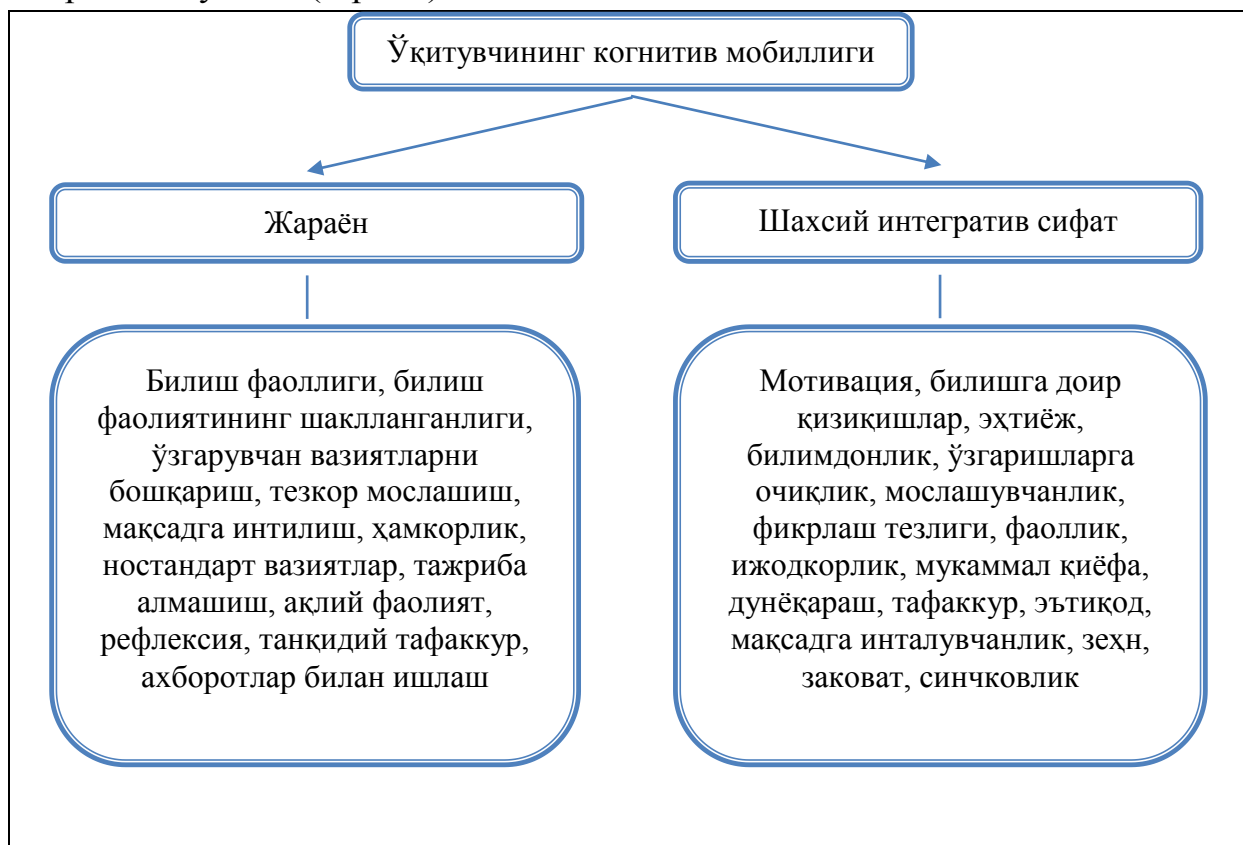 Ўқитувчининг когнитив мобиллиги
Жараён
Шахсий интегратив сифат
Билиш фаоллиги, билиш
фаолиятининг шаклланганлиги,
ўзгарувчан вазиятларни
бошқариш, тезкор мослашиш,
мақсадга интилиш, ҳамкорлик,
ностандарт вазиятлар, тажриба
алмашиш, ақлий фаолият,
рефлексия, танқидий тафаккур,
ахборотлар билан ишлаш
Мотивация, билишга доир
қизиқишлар, эҳтиёж,
билимдонлик, ўзгаришларга
очиқлик, мослашувчанлик,
фикрлаш тезлиги, фаоллик,
ижодкорлик, мукаммал қиёфа,
дунёқараш, тафаккур, эътиқод,
мақсадга инталувчанлик, зеҳн,
заковат, синчковлик